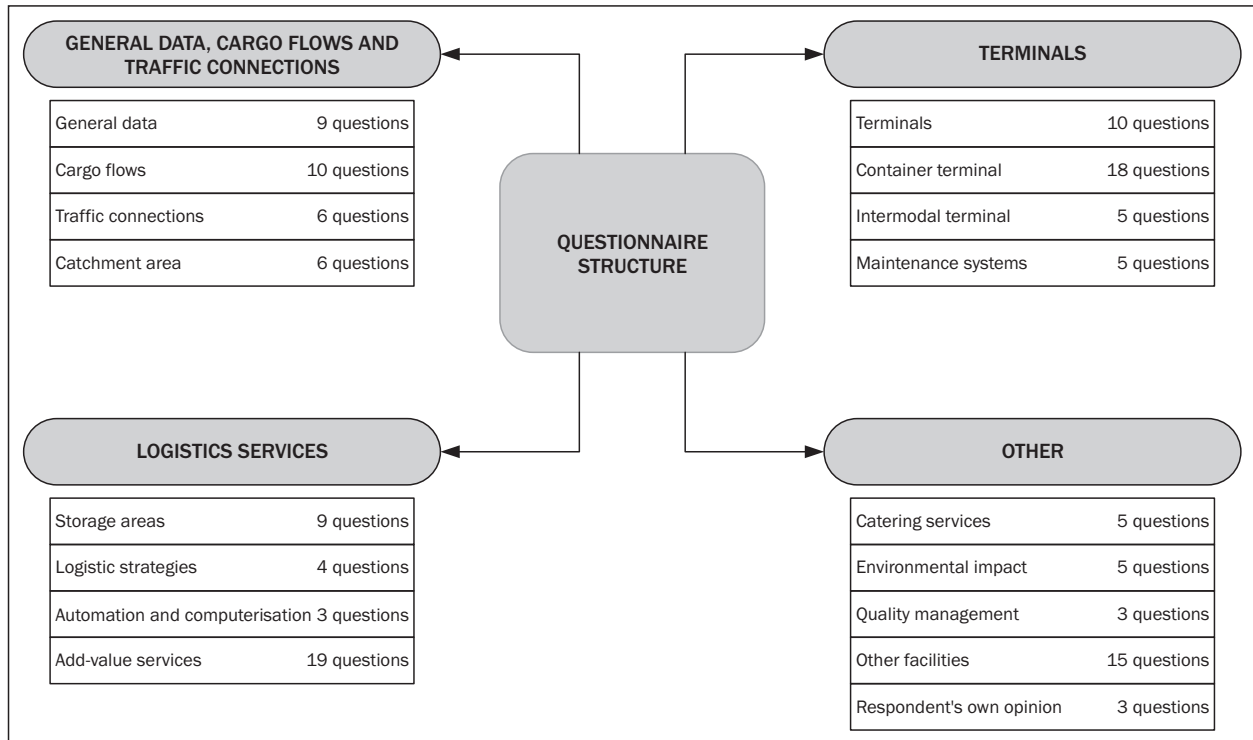 GENERAL DATA, CARGO FLOWS AND
TRAFFIC CONNECTIONS
General data 9 questions
Cargo flows 10 questions
Traffic connections 6 questions
Catchment area 6 questions
TERMINALS
Terminals 10 questions
Container terminal 18 questions
Intermodal terminal 5 questions
Maintenance systems 5 questions
QUESTIONNAIRE
STRUCTURE
LOGISTICS SERVICES
Storage areas 9 questions
Logistic strategies 4 questions
Automation and computerisation 3 questions
Add-value services 19 questions
OTHER
Catering services 5 questions
Environmental impact 5 questions
Quality management 3 questions
Other facilities 15 questions
Respondent's own opinion 3 questions